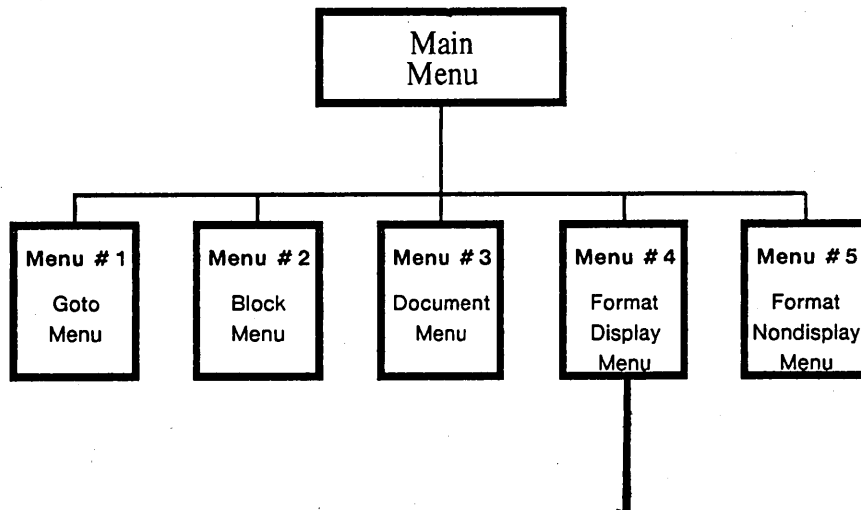 Main
Menu
Menu # 1
Goto
Menu
Menu # 2
Block
Menu
Menu # 3
Document
Menu
Menu # 4
Format
Display
Menu
Menu # 5
Format
Nondisplay
Menu